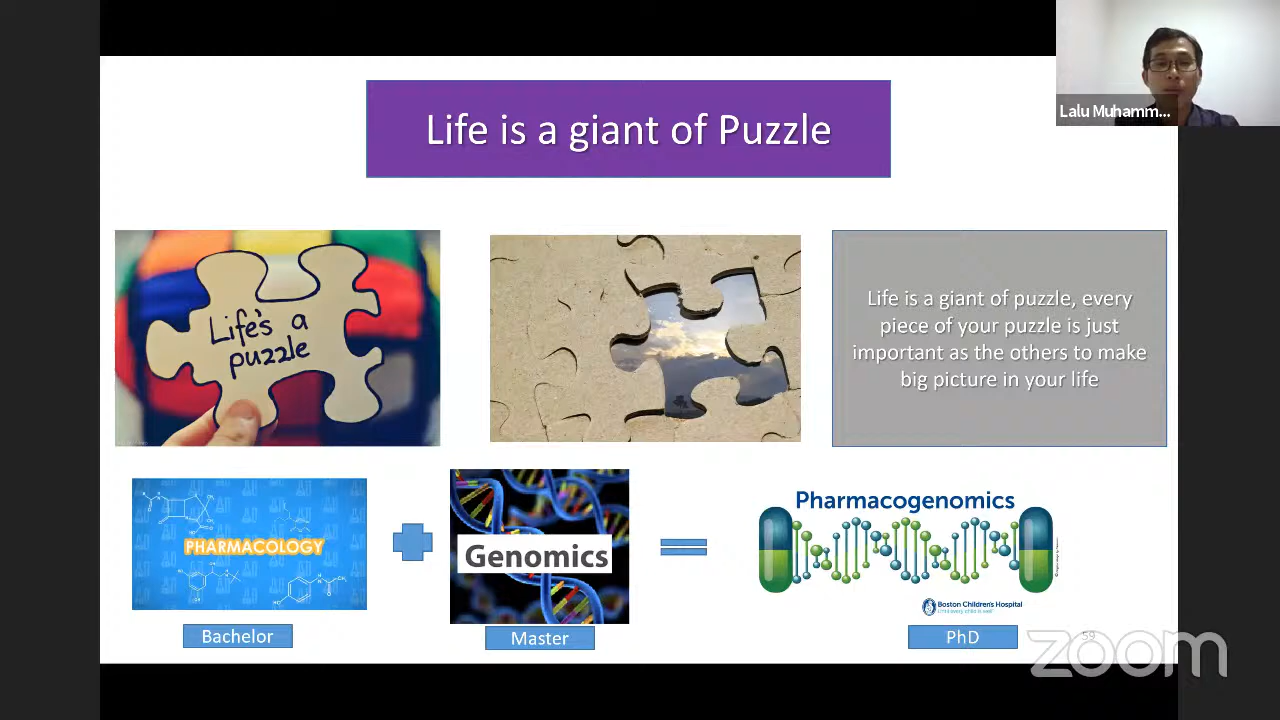 Lalu Muhamm...
Life is a giant of Puzzle
Life's a
puzzle
Life is a giant of puzzle, every
piece of your puzzle is just
important as the others to make
big picture in your life
PHARMACOLOGY
Genomics
Pharmacogenomics
Boston Children's Hospital
Bachelor
Master
PhD
59
zoom